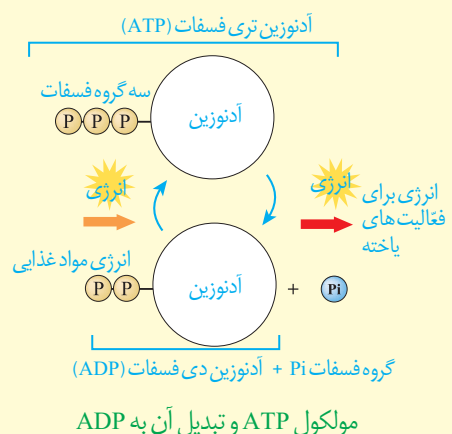 آدنوزین تری فسفات (ATP)
سه گروه فسفات
P P P
آدنوزین
انرژی
انرژی
انرژی برای
فعّالیت‌های
یاخته
انرژی مواد غذایی
P P
آدنوزین
+
Pi
گروه فسفات Pi + آدنوزین دی فسفات (ADP)
مولکول ATP و تبدیل آن به ADP